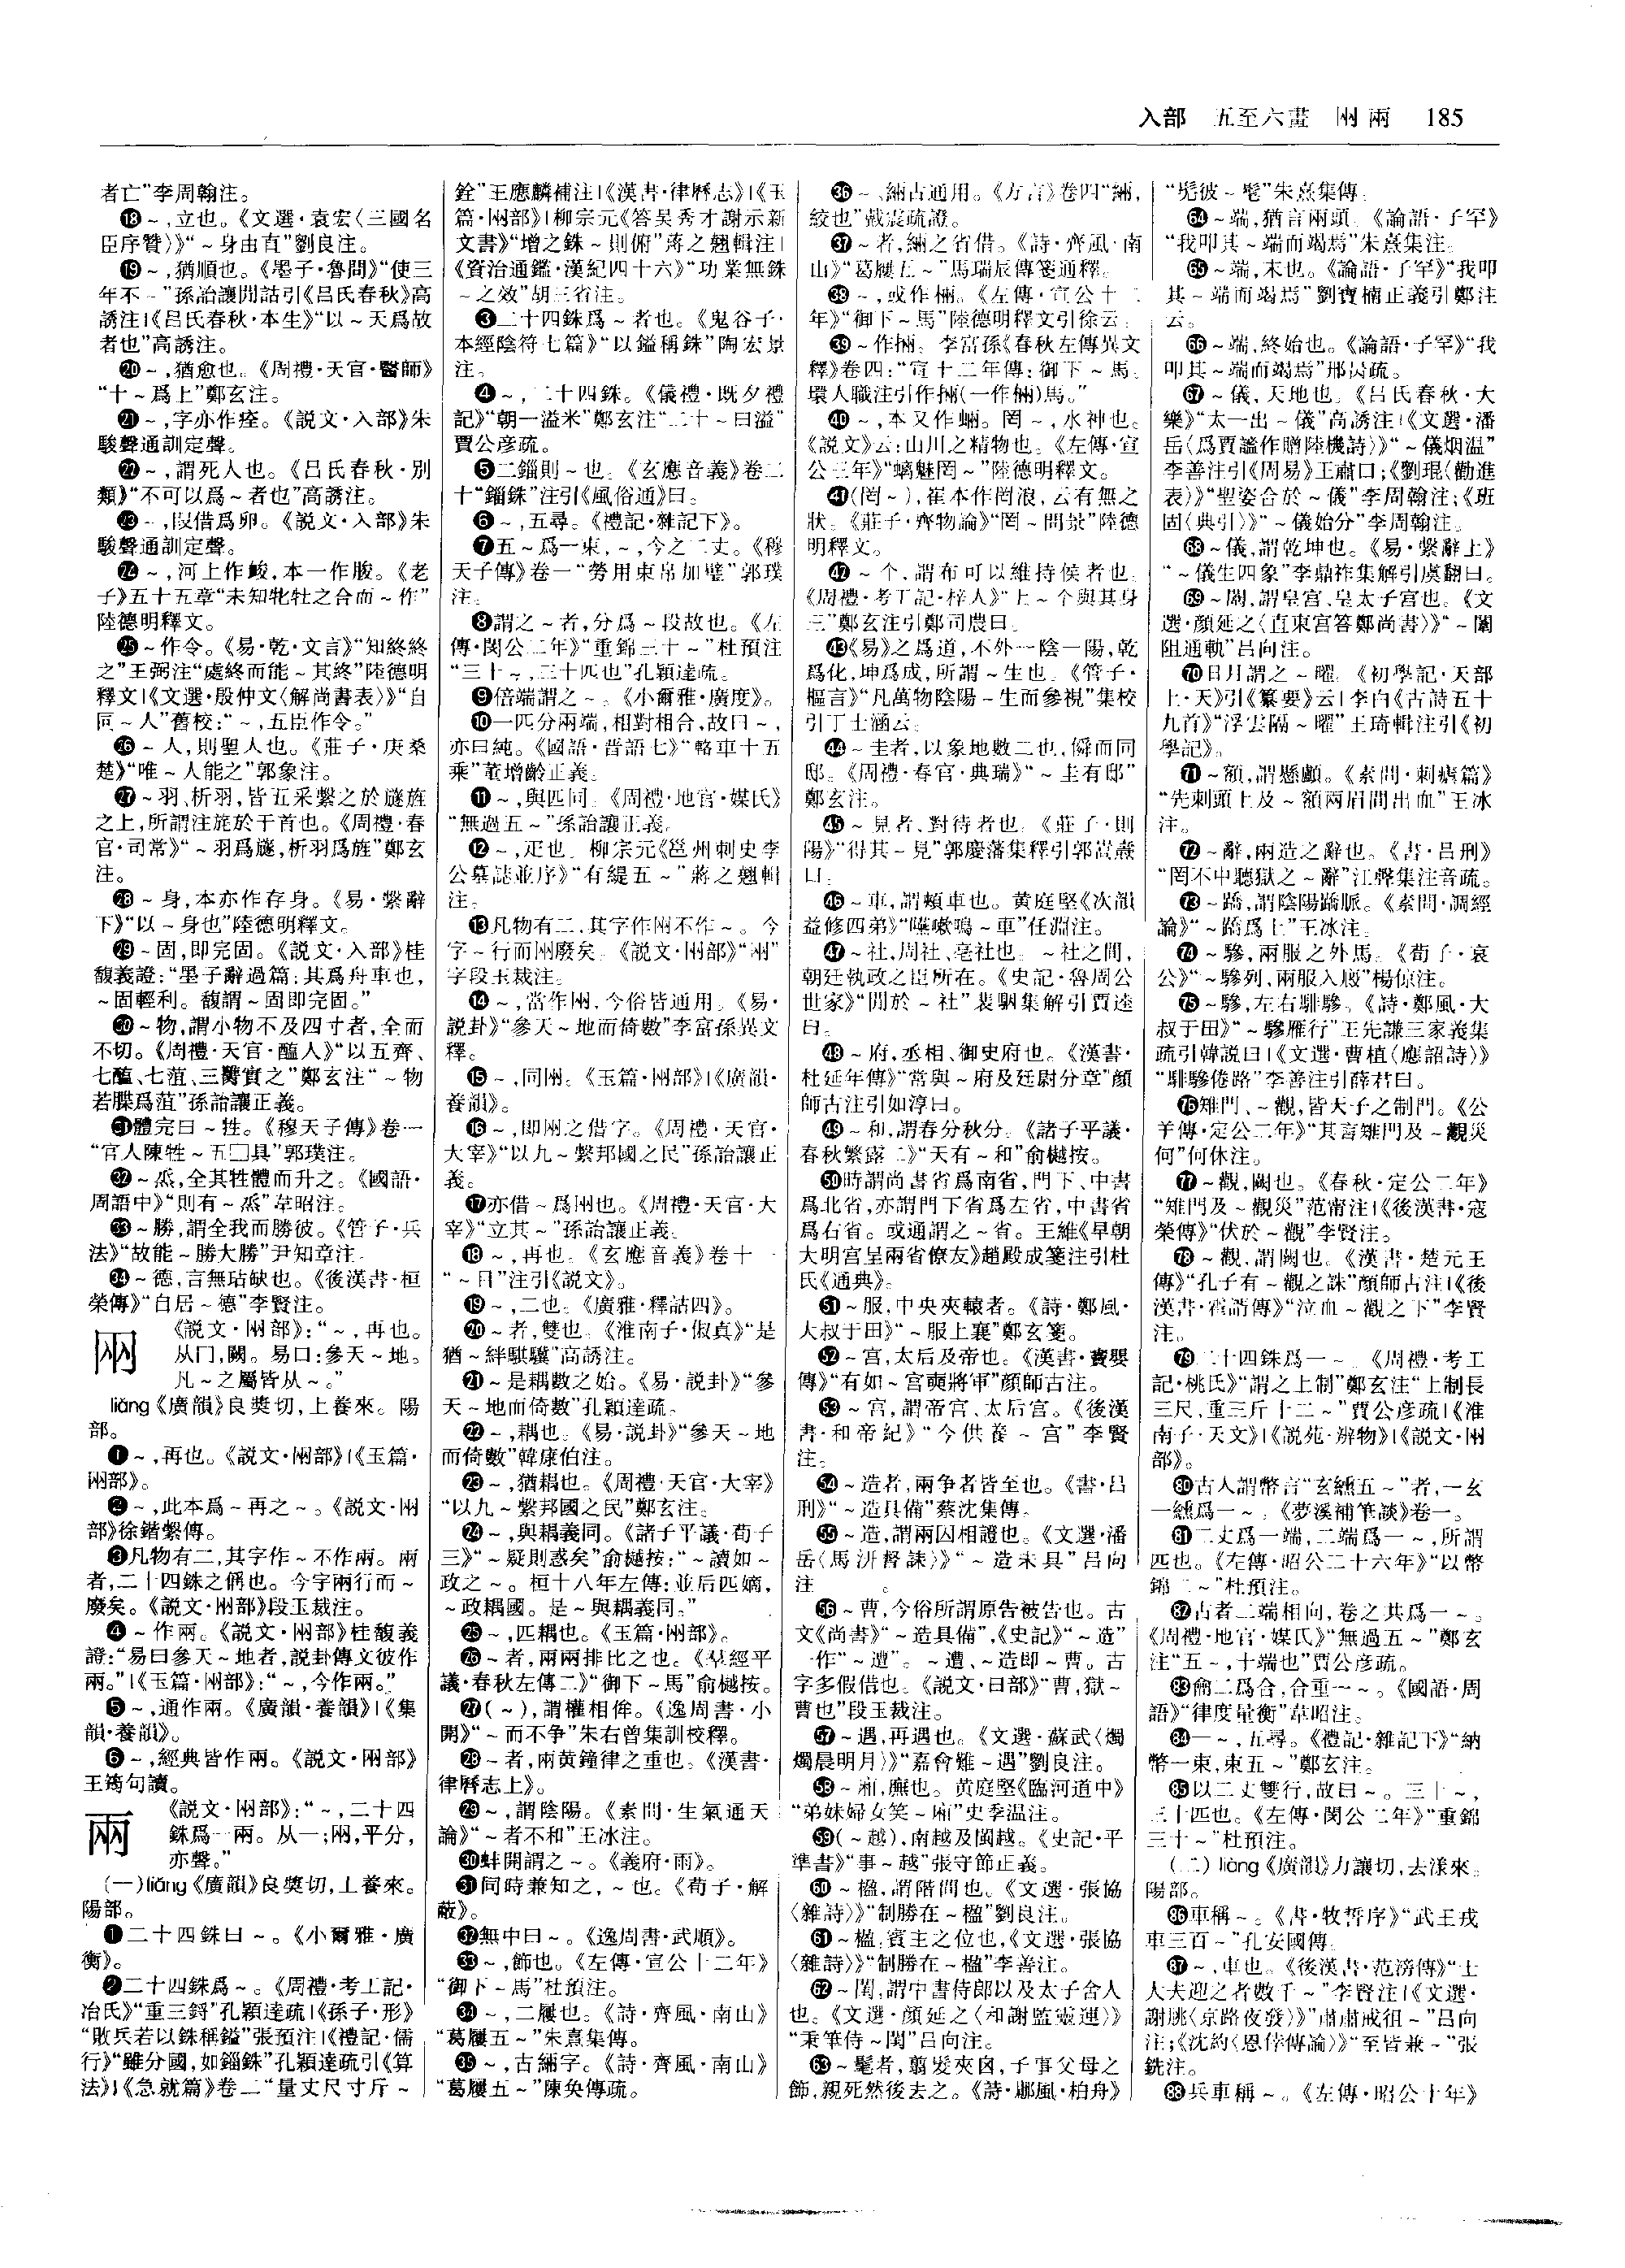 入部　五至六畫　㒳兩　185
者亡”李周翰注。
⓲～,立也。《文選·袁宏〈三國名
臣序贊〉》“～身由直”劉良注。
⓳～,猶順也。《墨子·魯問》“使三
年不～”孫詒讓閒詁引《吕氏春秋》高
誘注|《吕氏春秋·本生》“以～天爲故
者也”高誘注。
⓴～,猶愈也。《周禮·天官·醫師》
“十～爲上”鄭玄注。
㉑～,字亦作痊。《説文·入部》朱
駿聲通訓定聲。
㉒～,謂死人也。《吕氏春秋·别
類》“不可以爲～者也”高誘注。
㉓～,叚借爲卵。《説文·入部》朱
駿聲通訓定聲。
㉔～,河上作峻,本一作朘。《老
子》五十五章“未知牝牡之合而～作”
陸德明釋文。
㉕～作令。《易·乾·文言》“知終終
之”王弼注“處終而能～其終”陸德明
釋文|《文選·殷仲文〈解尚書表〉》“自
同～人”舊校:“～,五臣作令。”
㉖～人,則聖人也。《莊子·庚桑
楚》“唯～人能之”郭象注。
㉗～羽、析羽,皆五采繫之於旞旌
之上,所謂注旄於干首也。《周禮·春
官·司常》“～羽爲旞,析羽爲旌”鄭玄
注。
㉘～身,本亦作存身。《易·繫辭
下》“以～身也”陸德明釋文。
㉙～固,即完固。《説文·入部》桂
馥義證:“墨子辭過篇:其爲舟車也,
～固輕利。馥謂～固即完固。”
㉚～物,謂小物不及四寸者,全而
不切。《周禮·天官·醢人》“以五齊、
七醢、七菹、三臡實之”鄭玄注“～物
若䐑爲菹”孫詒讓正義。
㉛體完曰～牲。《穆天子傳》卷一
“官人陳牲～五□具”郭璞注。
㉜～烝,全其牲體而升之。《國語·
周語中》“則有～烝”韋昭注。
㉝～勝,謂全我而勝彼。《管子·兵
法》“故能～勝大勝”尹知章注。
㉞～德,言無玷缺也。《後漢書·桓
榮傳》“自居～德”李賢注。
㒳
《説文·㒳部》:“～,再也。
从冂,闕。易曰:參天～地。
凡～之屬皆从～。”
liǎng《廣韻》良奬切,上養來。陽
部。
❶～,再也。《説文·㒳部》|《玉篇·
㒳部》。
❷～,此本爲～再之～。《説文·㒳
部》徐鍇繫傳。
❸凡物有二,其字作～不作兩。兩
者,二十四銖之偁也。今字兩行而～
廢矣。《説文·㒳部》段玉裁注。
❹～作兩。《説文·㒳部》桂馥義
證:“易曰參天～地者,説卦傳文彼作
兩。”|《玉篇·㒳部》:“～,今作兩。”
❺～,通作兩。《廣韻·養韻》|《集
韻·養韻》。
❻～,經典皆作兩。《説文·㒳部》
王筠句讀。
兩
《説文·㒳部》:“～,二十四
銖爲一兩。从一;㒳,平分,
亦聲。”
(一)liǎng《廣韻》良奬切,上養來。
陽部。
❶二十四銖曰～。《小爾雅·廣
衡》。
❷二十四銖爲～。《周禮·考工記·
冶氏》“重三鋝”孔穎達疏|《孫子·形》
“敗兵若以銖稱鎰”張預注|《禮記·儒
行》“雖分國,如錙銖”孔穎達疏引《算
法》|《急就篇》卷二“量丈尺寸斤～
銓”王應麟補注|《漢書·律曆志》|《玉
篇·㒳部》|柳宗元《答吴秀才謝示新
文書》“增之銖～則俯”蔣之翹輯注|
《資治通鑑·漢紀四十六》“功業無銖
～之效”胡三省注。
❸二十四銖爲～者也。《鬼谷子·
本經陰符七篇》“以鎰稱銖”陶宏景
注。
❹～,二十四銖。《儀禮·既夕禮
記》“朝一溢米”鄭玄注“二十～曰溢”
賈公彦疏。
❺二錙則～也。《玄應音義》卷二
十“錙銖”注引《風俗通》曰。
❻～,五尋。《禮記·雜記下》。
❼五～爲一束,～,今之二丈。《穆
天子傳》卷一“勞用束帛加璧”郭璞
注。
❽謂之～者,分爲～段故也。《左
傳·閔公二年》“重錦三十～”杜預注
“三十～,三十匹也”孔穎達疏。
❾倍端謂之～。《小爾雅·廣度》。
❿一匹分兩端,相對相合,故曰～,
亦曰純。《國語·晋語七》“輅車十五
乘”董增齡正義。
⓫～,與匹同。《周禮·地官·媒氏》
“無過五～”孫詒讓正義。
⓬～,疋也。柳宗元《邕州刺史李
公墓誌並序》“有緹五～”蔣之翹輯
注。
⓭凡物有二,其字作㒳不作～。今
字～行而㒳廢矣。《説文·㒳部》“㒳”
字段玉裁注。
⓮～,當作㒳,今俗皆通用。《易·
説卦》“參天～地而倚數”李富孫異文
釋。
⓯～,同㒳。《玉篇·㒳部》|《廣韻·
養韻》。
⓰～,即㒳之借字。《周禮·天官·
大宰》“以九～繫邦國之民”孫詒讓正
義。
⓱亦借～爲㒳也。《周禮·天官·大
宰》“立其～”孫詒讓正義。
⓲～,再也。《玄應音義》卷十一
“～目”注引《説文》。
⓳～,二也。《廣雅·釋詁四》。
⓴～者,雙也。《淮南子·俶真》“是
猶～絆騏驥”高誘注。
㉑～是耦數之始。《易·説卦》“參
天～地而倚數”孔穎達疏。
㉒～,耦也。《易·説卦》“參天～地
而倚數”韓康伯注。
㉓～,猶耦也。《周禮·天官·大宰》
“以九～繫邦國之民”鄭玄注。
㉔～,與耦義同。《諸子平議·荀子
三》“～疑則惑矣”俞樾按:“～讀如～
政之～。桓十八年左傳:並后匹嫡,
～政耦國。是～與耦義同。”
㉕～,匹耦也。《玉篇·㒳部》。
㉖～者,兩兩排比之也。《羣經平
議·春秋左傳二》“御下～馬”俞樾按。
㉗(～),謂權相侔。《逸周書·小
開》“～而不争”朱右曾集訓校釋。
㉘～者,兩黄鐘律之重也。《漢書·
律曆志上》。
㉙～,謂陰陽。《素問·生氣通天
論》“～者不和”王冰注。
㉚蚌開謂之～。《義府·雨》。
㉛同時兼知之,～也。《荀子·解
蔽》。
㉜無中曰～。《逸周書·武順》。
㉝～,飾也。《左傳·宣公十二年》
“御下～馬”杜預注。
㉞～,二屨也。《詩·齊風·南山》
“葛屨五～”朱熹集傳。
㉟～,古緉字。《詩·齊風·南山》
“葛屨五～”陳奂傳疏。
㊱～、緉古通用。《方言》卷四“緉,
絞也”戴震疏證。
㊲～者,緉之省借。《詩·齊風·南
山》“葛屨五～”馬瑞辰傳箋通釋。
㊳～,或作㭐。《左傳·宣公十二
年》“御下～馬”陸德明釋文引徐云。
㊴～作挔。李富孫《春秋左傳異文
釋》卷四:“宣十二年傳:御下～馬。
環人職注引作挔(一作㭐)馬。”
㊵～,本又作蜽。罔～,水神也。
《説文》云:山川之精物也。《左傳·宣
公三年》“螭魅罔～”陸德明釋文。
㊶(罔～),崔本作罔浪,云有無之
狀。《莊子·齊物論》“罔～問景”陸德
明釋文。
㊷～个,謂布可以維持侯者也。
《周禮·考工記·梓人》“上～个與其身
三”鄭玄注引鄭司農曰。
㊸《易》之爲道,不外一陰一陽,乾
爲化,坤爲成,所謂～生也。《管子·
樞言》“凡萬物陰陽～生而參視”集校
引丁士涵云。
㊹～圭者,以象地數二也,僢而同
邸。《周禮·春官·典瑞》“～圭有邸”
鄭玄注。
㊺～見者、對待者也。《莊子·則
陽》“得其～見”郭慶藩集釋引郭嵩燾
曰。
㊻～車,謂頰車也。黄庭堅《次韻
益修四弟》“嚥嗽鳴～車”任淵注。
㊼～社,周社、亳社也。～社之間,
朝廷執政之臣所在。《史記·魯周公
世家》“間於～社”裴駰集解引賈逵
曰。
㊽～府,丞相、御史府也。《漢書·
杜延年傳》“常與～府及廷尉分章”顔
師古注引如淳曰。
㊾～和,謂春分秋分。《諸子平議·
春秋繁露二》“天有～和”俞樾按。
㊿時謂尚書省爲南省,門下、中書
爲北省,亦謂門下省爲左省,中書省
爲右省。或通謂之～省。王維《早朝
大明宫呈兩省僚友》趙殿成箋注引杜
氏《通典》。
51～服,中央夾轅者。《詩·鄭風·
大叔于田》“～服上襄”鄭玄箋。
52～宫,太后及帝也。《漢書·竇嬰
傳》“有如～宫奭將軍”顔師古注。
53～宫,謂帝宫、太后宫。《後漢
書·和帝紀》“今供養～宫”李賢
注。
54～造者,兩争者皆至也。《書·吕
刑》“～造具備”蔡沈集傳。
55～造,謂兩囚相證也。《文選·潘
岳〈馬汧督誄〉》“～造未具”吕向
注。
56～曹,今俗所謂原告被告也。古
文《尚書》“～造具備”,《史記》“～造”
一作“～遭”。～遭、～造即～曹。古
字多假借也。《説文·曰部》“曹,獄～
曹也”段玉裁注。
57～遇,再遇也。《文選·蘇武〈燭
燭晨明月〉》“嘉會難～遇”劉良注。
58～厢,廡也。黄庭堅《臨河道中》
“弟妹婦女笑～厢”史季温注。
59(～越),南越及閩越。《史記·平
準書》“事～越”張守節正義。
60～楹,謂階間也。《文選·張協
〈雜詩〉》“制勝在～楹”劉良注。
61～楹,賓主之位也,《文選·張協
〈雜詩〉》“制勝在～楹”李善注。
62～闈,謂中書侍郎以及太子舍人
也。《文選·顔延之〈和謝監靈運〉》
“秉筆侍～闈”吕向注。
63～髦者,翦髮夾囟,子事父母之
飾,親死然後去之。《詩·鄘風·柏舟》
“髧彼～髦”朱熹集傳。
64～端,猶言兩頭。《論語·子罕》
“我叩其～端而竭焉”朱熹集注。
65～端,末也。《論語·子罕》“我叩
其～端而竭焉”劉寶楠正義引鄭注
云。
66～端,終始也。《論語·子罕》“我
叩其～端而竭焉”邢昺疏。
67～儀,天地也。《吕氏春秋·大
樂》“太一出～儀”高誘注|《文選·潘
岳〈爲賈謐作贈陸機詩〉》“～儀烟煴”
李善注引《周易》王肅曰;《劉琨〈勸進
表〉》“聖姿合於～儀”李周翰注;《班
固〈典引〉》“～儀始分”李周翰注。
68～儀,謂乾坤也。《易·繫辭上》
“～儀生四象”李鼎祚集解引虞翻曰。
69～闈,謂皇宫、皇太子宫也。《文
選·顔延之〈直東宫答鄭尚書〉》“～闈
阻通軌”吕向注。
70日月謂之～曜。《初學記·天部
上·天》引《纂要》云|李白《古詩五十
九首》“浮雲隔～曜”王琦輯注引《初
學記》。
71～額,謂懸顱。《素問·刺瘧篇》
“先刺頭上及～額兩眉間出血”王冰
注。
72～辭,兩造之辭也。《書·吕刑》
“罔不中聽獄之～辭”江聲集注音疏。
73～蹻,謂陰陽蹻脈。《素問·調經
論》“～蹻爲上”王冰注。
74～驂,兩服之外馬。《荀子·哀
公》“～驂列,兩服入厩”楊倞注。
75～驂,左右騑驂。《詩·鄭風·大
叔于田》“～驂雁行”王先謙三家義集
疏引韓説曰|《文選·曹植〈應詔詩〉》
“騑驂倦路”李善注引薛君曰。
76雉門、～觀,皆天子之制門。《公
羊傳·定公二年》“其言雉門及～觀災
何”何休注。
77～觀,闕也。《春秋·定公二年》
“雉門及～觀災”范甯注|《後漢書·寇
榮傳》“伏於～觀”李賢注。
78～觀,謂闕也。《漢書·楚元王
傳》“孔子有～觀之誅”顔師古注|《後
漢書·霍諝傳》“泣血～觀之下”李賢
注。
79二十四銖爲一～。《周禮·考工
記·桃氏》“謂之上制”鄭玄注“上制長
三尺,重三斤十二～”賈公彦疏|《淮
南子·天文》|《説苑·辨物》|《説文·㒳
部》。
80古人謂幣言“玄纁五～”者,一玄
一纁爲一～。《夢溪補筆談》卷一。
81二丈爲一端,二端爲一～,所謂
匹也。《左傳·昭公二十六年》“以幣
錦二～”杜預注。
82古者二端相向,卷之共爲一～。
《周禮·地官·媒氏》“無過五～”鄭玄
注“五～,十端也”賈公彦疏。
83龠二爲合,合重一～。《國語·周
語》“律度量衡”韋昭注。
84一～,五尋。《禮記·雜記下》“納
幣一束,束五～”鄭玄注。
85以二丈雙行,故曰～。三十～,
三十匹也。《左傳·閔公二年》“重錦
三十～”杜預注。
(二)liàng《廣韻》力讓切,去漾來。
陽部。
86車稱～。《書·牧誓序》“武王戎
車三百～”孔安國傳。
87～,車也。《後漢書·范滂傳》“士
大夫迎之者數千～”李賢注|《文選·
謝朓〈京路夜發〉》“肅肅戒徂～”吕向
注;《沈約〈恩倖傳論〉》“至皆兼～”張
銑注。
88兵車稱～。《左傳·昭公十年》